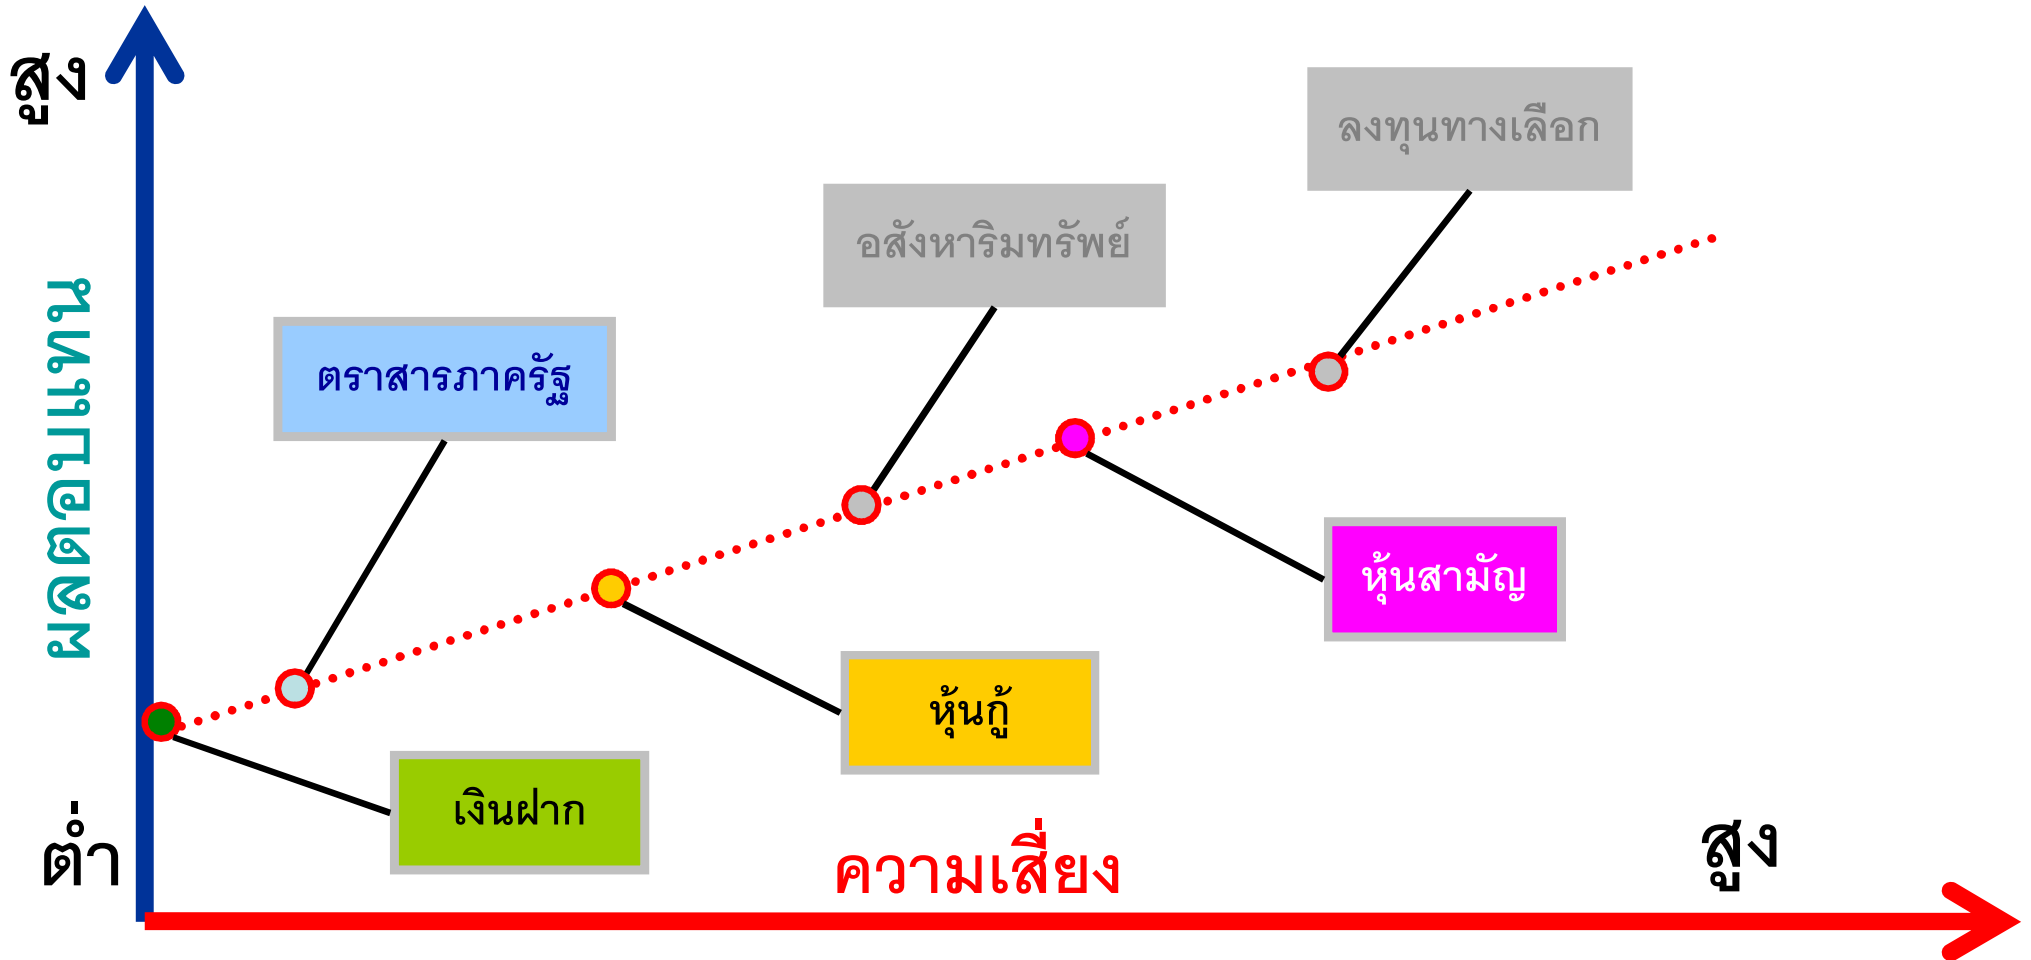 สูง
ลงทุนทางเลือก
อสังหาริมทรัพย์
ผลตอบแทน
ตราสารภาครัฐ
หุ้นสามัญ
หุ้นกู้
เงินฝาก
ต่ำ
ความเสี่ยง
สูง